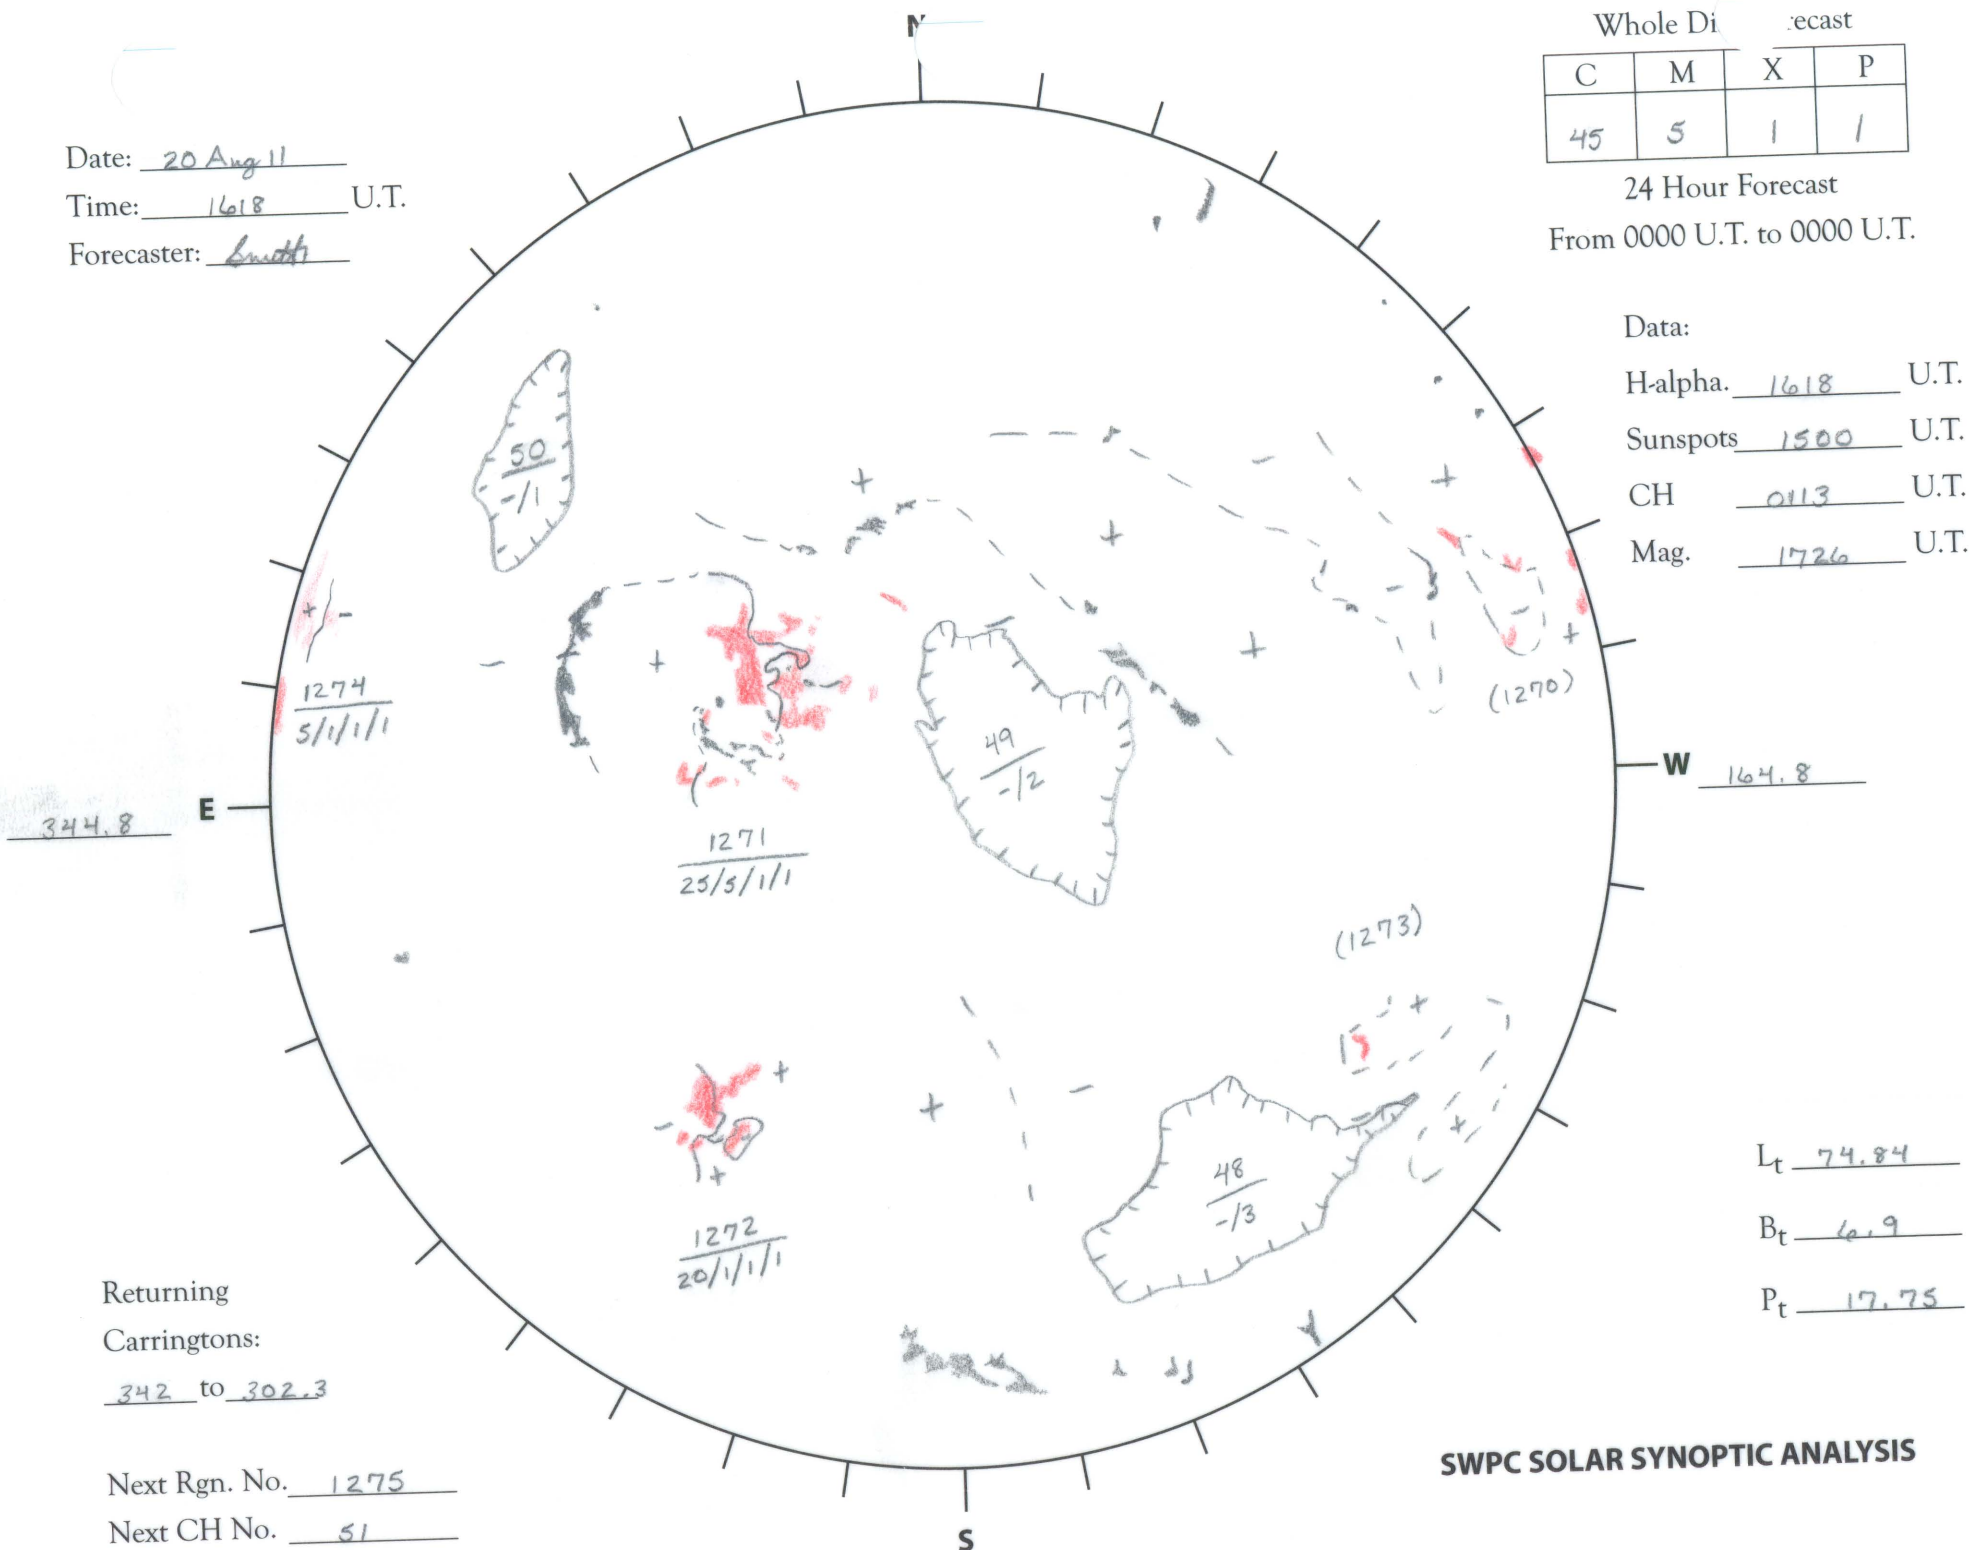 N
Whole Di ecast
C M X P
45 5 1 1
24 Hour Forecast
From 0000 U.T. to 0000 U.T.
Date: 20 Aug 11
Time: 1618 U.T.
Forecaster: Smith
Data:
H-alpha. 1618 U.T.
Sunspots 1500 U.T.
CH 0113 U.T.
Mag. 1726 U.T.
50
-/1
+
-
+
+
+ -
-
+
-
+
-
-
+
1274
5/1/1/1
(1270)
49
-/2
W 164.8
E
344.8
1271
25/5/1/1
(1273)
+
+
-
+
-
+
+
48
-/3
1272
20/1/1/1
Lt 74.84
Bt 6.9
Pt 17.75
Returning
Carringtons:
342 to 302.3
SWPC SOLAR SYNOPTIC ANALYSIS
Next Rgn. No. 1275
Next CH No. 51
S